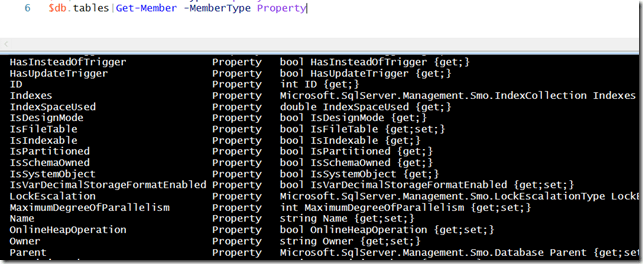 6 $db.tables|Get-Member -MemberType Property
HasInsteadOfTrigger Property bool HasInsteadOfTrigger {get;}
HasUpdateTrigger Property bool HasUpdateTrigger {get;}
ID Property int ID {get;}
Indexes Property Microsoft.SqlServer.Management.Smo.IndexCollection Indexes
IndexSpaceUsed Property double IndexSpaceUsed {get;}
IsDesignMode Property bool IsDesignMode {get;}
IsFileTable Property bool IsFileTable {get;set;}
IsIndexable Property bool IsIndexable {get;}
IsPartitioned Property bool IsPartitioned {get;}
IsSchemaOwned Property bool IsSchemaOwned {get;}
IsSystemObject Property bool IsSystemObject {get;}
IsVarDecimalStorageFormatEnabled Property bool IsVarDecimalStorageFormatEnabled {get;set;}
LockEscalation Property Microsoft.SqlServer.Management.Smo.LockEscalationType LockE
MaximumDegreeOfParallelism Property int MaximumDegreeOfParallelism {get;set;}
Name Property string Name {get;set;}
OnlineHeapOperation Property bool OnlineHeapOperation {get;set;}
Owner Property string Owner {get;set;}
Parent Property Microsoft.SqlServer.Management.Smo.Database Parent {get;set